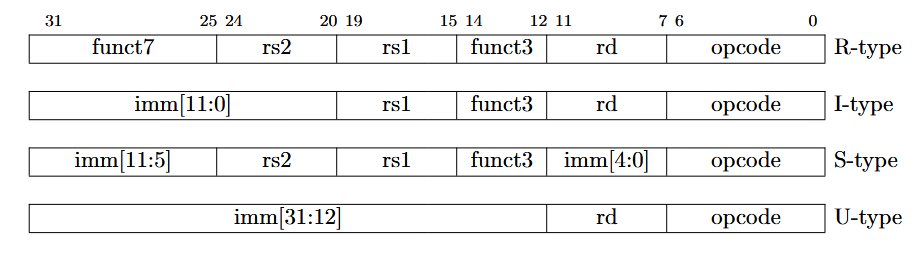 31 25 24 20 19 15 14 12 11 7 6 0
funct7 rs2 rs1 funct3 rd opcode R-type
imm[11:0] rs1 funct3 rd opcode I-type
imm[11:5] rs2 rs1 funct3 imm[4:0] opcode S-type
imm[31:12] rd opcode U-type